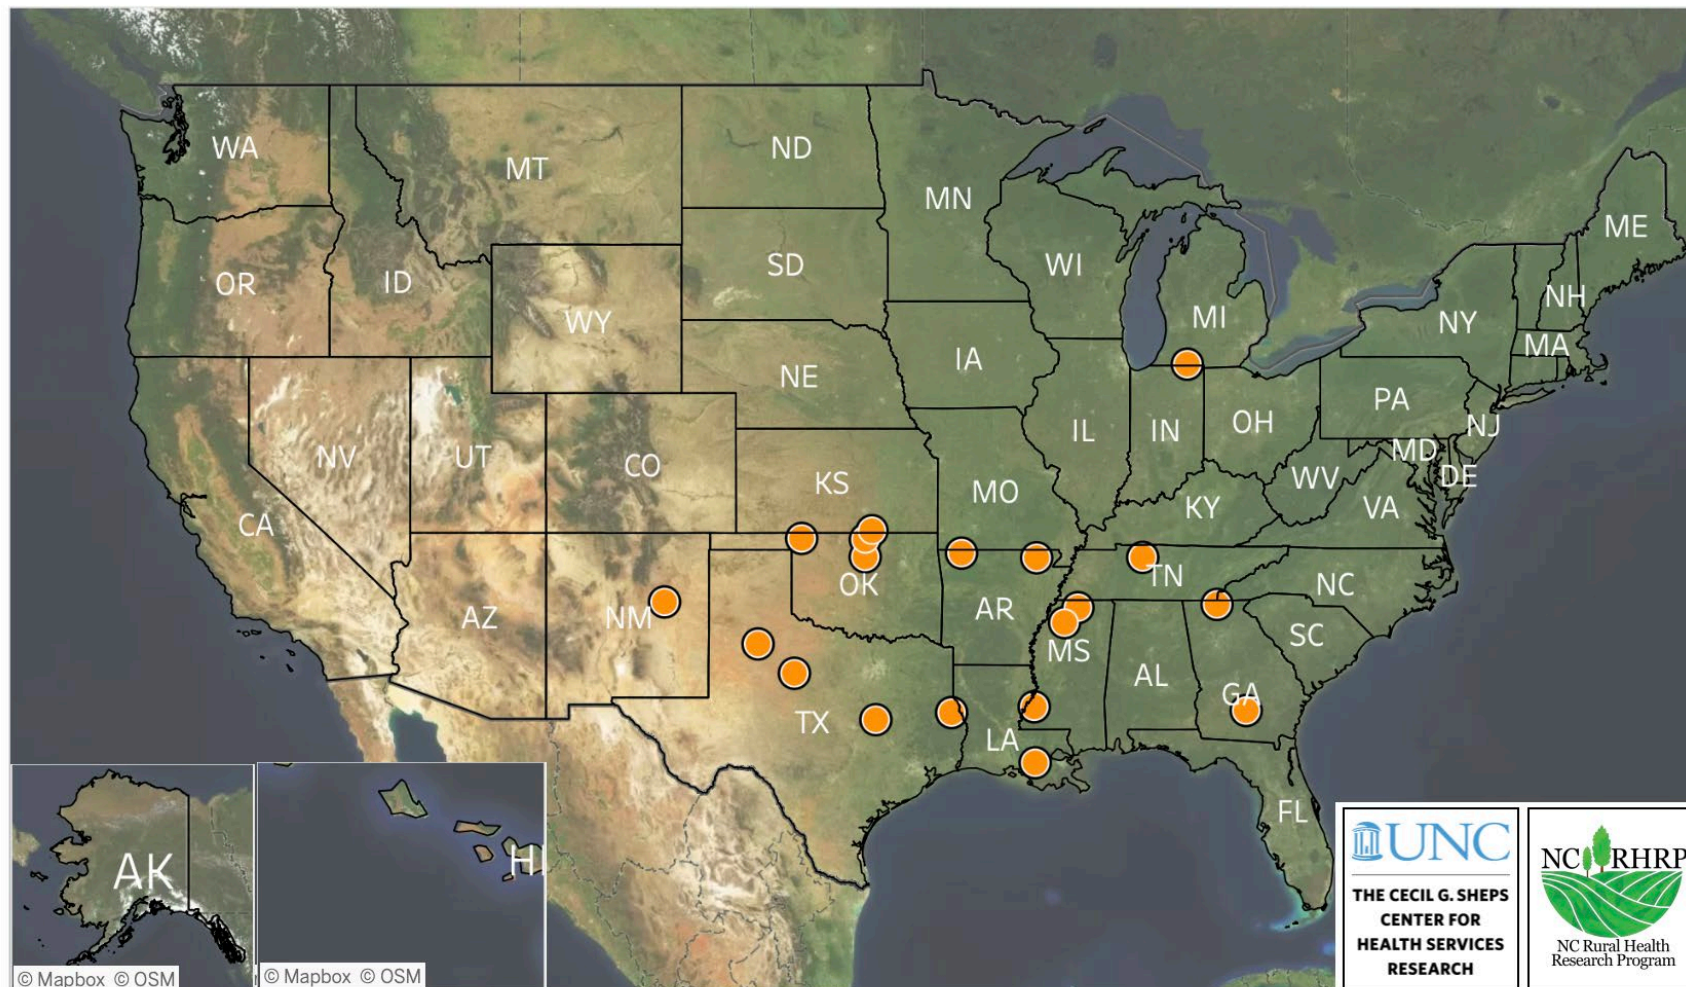 WA
MT
ND
MN
ME
OR
ID
SD
WI
MI
NH
WY
NY
MA
IA
NE
PA
NJ
OH
IL
IN
MD
NV
UT
CO
KS
MO
WV
DE
KY
VA
CA
OK
TN
NC
AZ
NM
AR
SC
MS
AL
GA
TX
LA
FL
AK
HI
© Mapbox © OSM
© Mapbox © OSM
UNC
THE CECIL G. SHEPS
CENTER FOR
HEALTH SERVICES
RESEARCH
NC RHRP
NC Rural Health
Research Program